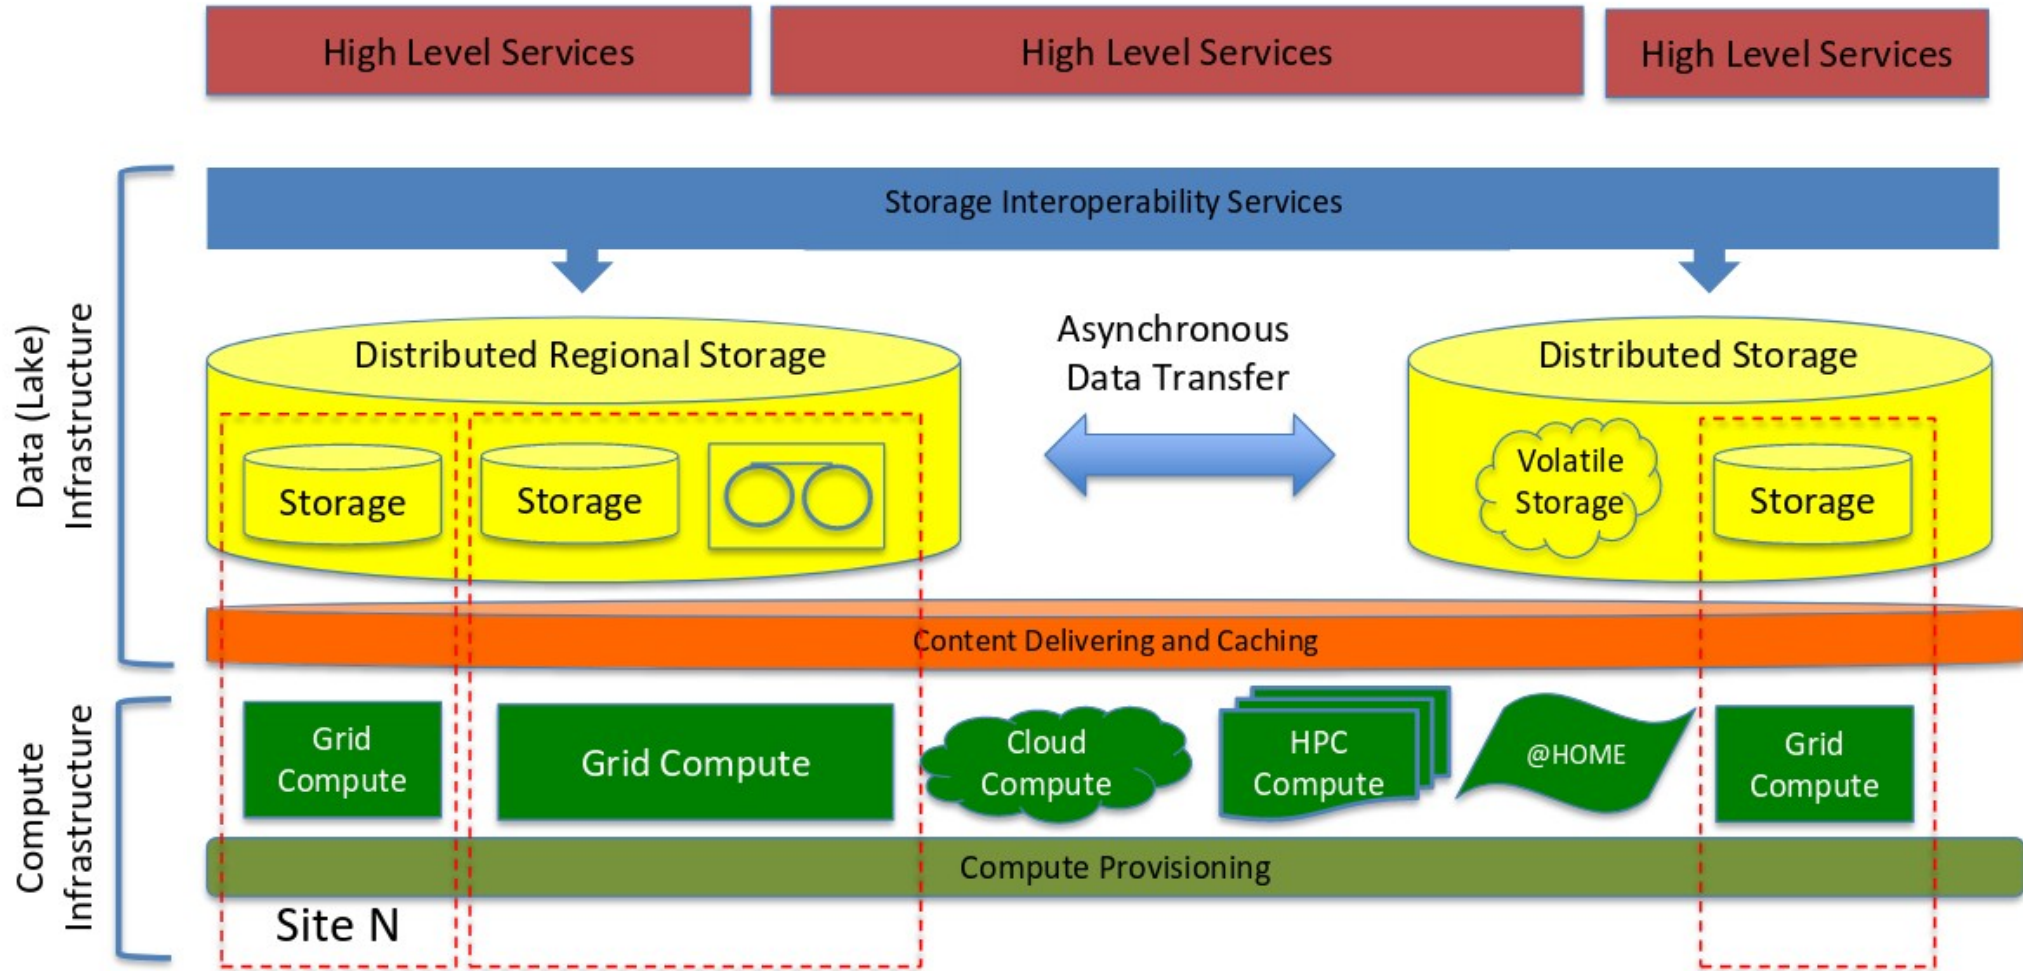 High Level Services
High Level Services
High Level Services
Storage Interoperability Services
Data (Lake)
Infrastructure
Distributed Regional Storage
Asynchronous
Data Transfer
Distributed Storage
Storage
Storage
Volatile
Storage
Storage
Content Delivering and Caching
Compute
Infrastructure
Grid
Compute
Grid Compute
Cloud
Compute
HPC
Compute
@HOME
Grid
Compute
Compute Provisioning
Site N